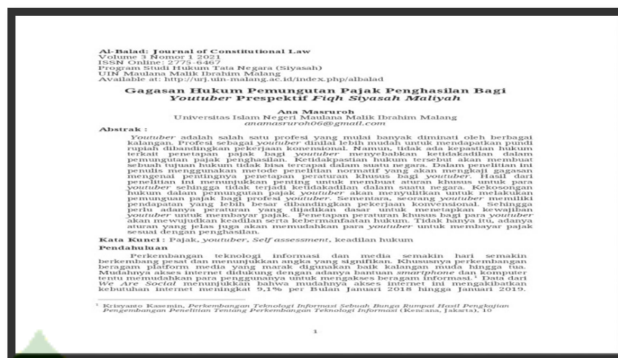 Al-Balad: Journal of Constitutional Law
Volume 3 Nomor 1 2021
ISSN Online: 2775-6467
Program Studi Hukum Tata Negara (Siyasah)
UIN Maulana Malik Ibrahim Malang
Available at: http://urj.uin-malang.ac.id/index.php/albalad
Gagasan Hukum Pemungutan Pajak Penghasilan Bagi
Youtuber Prespektif Fiqh Siyasah Maliyah
Ana Masruroh
Universitas Islam Negeri Maulana Malik Ibrahim Malang
anamasruroh06@gmail.com
Abstrak :
Youtuber adalah salah satu profesi yang mulai banyak diminati oleh berbagai
kalangan. Profesi sebagai youtuber dinilai lebih mudah untuk mendapatkan pundi
rupiah dibandingkan pekerjaan konensional. Namun, tidak ada kepastian hukum
terkait penetapan pajak bagi youtuber menyebabkan ketidakadilan dalam
pemungutan pajak penghasilan. Ketidakpastian hukum tersebut akan membuat
sebuah tujuan hukum tidak bisa tercapai dalam suatu negara. Dalam penelitian ini
penulis menggunakan metode penelitian normatif yang akan mengkaji gagasan
mengenai pentingnya penetapan peraturan khusus bagi youtuber. Hasil dari
penelitian ini menunjukkan penting untuk membuat aturan khusus untuk para
youtuber sehingga tidak terjadi ketidakadilan dalam suatu negara. Kekosongan
hukum dalam pemungutan pajak youtuber akan menyulitkan untuk melakukan
pemungunan pajak bagi profesi youtuber. Sementara, seorang youtuber memiliki
pendapatan yang lebih besar dibandingkan pekerjaan konvensional. Sehingga
perlu adanya peraturan yang dijadikan dasar untuk menetapkan kewajiban
youtuber untuk membayar pajak. Penetapan peraturan khusus bagi para youtuber
akan mewujudkan keadilan serta kebermanfaatan hukum. Tidak hanya itu, adanya
aturan yang jelas juga akan memudahkan para youtuber untuk membayar pajak
sesuai dengan penghasilan.
Kata Kunci : Pajak, youtuber, Self assessment, keadilan hukum
Pendahuluan
Perkembangan teknologi informasi dan media semakin hari semakin
berkembang pesat dan menunjukkan angka yang signifikan. Khususnya perkembangan
beragam platform media yang marak digunakan baik kalangan muda hingga tua.
Mudahnya akses internet didukung dengan adanya bantuan smartphone dan komputer
tentu memudahkan para penggunanya untuk mengakses beragam informasi.¹ Data dari
We Are Social menunjukkan bahwa mudahnya akses internet ini mengakibatkan
kebutuhan internet meningkat 9,1% per Bulan Januari 2018 hingga Januari 2019.
¹ Krisyanto Kasemin, Perkembangan Teknologi Informasi Sebuah Bunga Rampai Hasil Pengkajian
Pengembangan Penelitian Tentang Perkembangan Teknologi Informasi (Kencana, Jakarta), 10
1